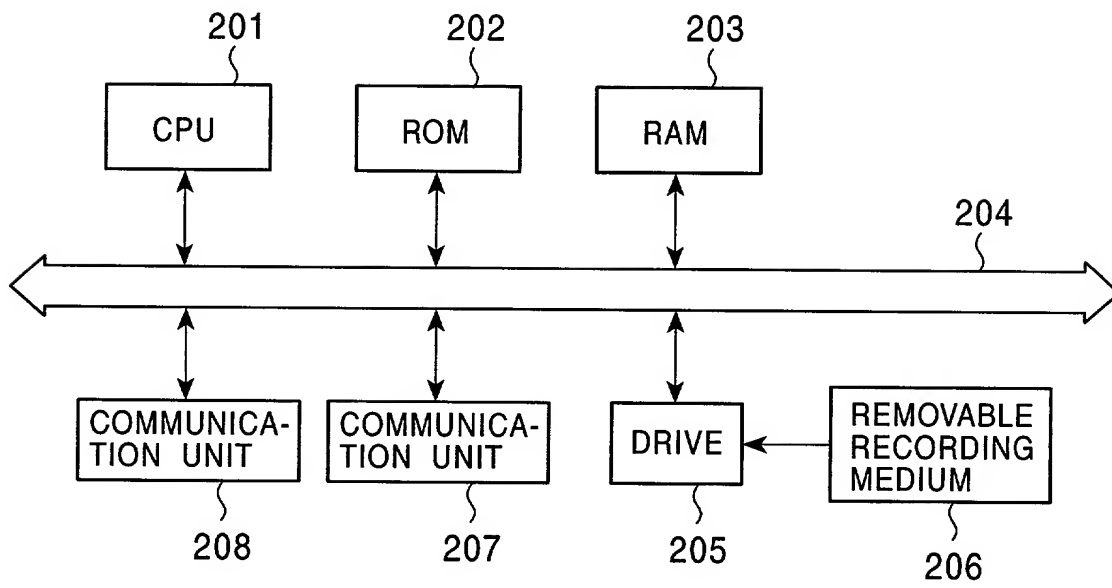 201
202
203
CPU
ROM
RAM
204
COMMUNICA-
TION UNIT
COMMUNICA-
TION UNIT
DRIVE
REMOVABLE
RECORDING
MEDIUM
208
207
205
206